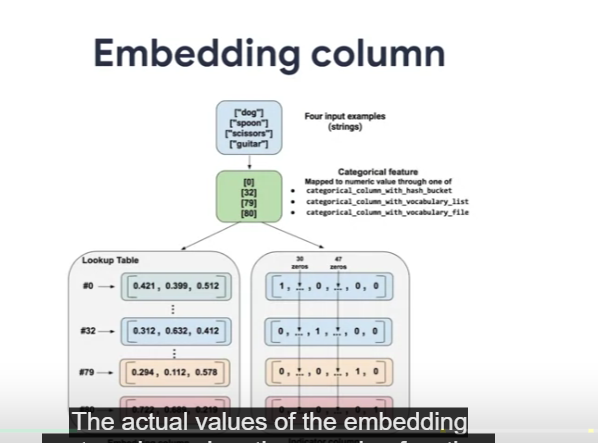 Embedding column
["dog"]
["spoon"]
["scissors"]
["guitar"]
Four input examples
(strings)
[0]
[32]
[79]
[80]
Categorical feature
Mapped to numeric value through one of
• categorical_column_with_hash_bucket
• categorical_column_with_vocabulary_list
• categorical_column_with_vocabulary_file
Lookup Table
#0
0.421, 0.399, 0.512
#32
0.312, 0.632, 0.412
#79
0.294, 0.112, 0.578
30
zeros
47
zeros
1, ..., 0, ..., 0, 0
0, ..., 1, ..., 0, 0
0, ..., 0, ..., 1, 0
The actual values of the embedding